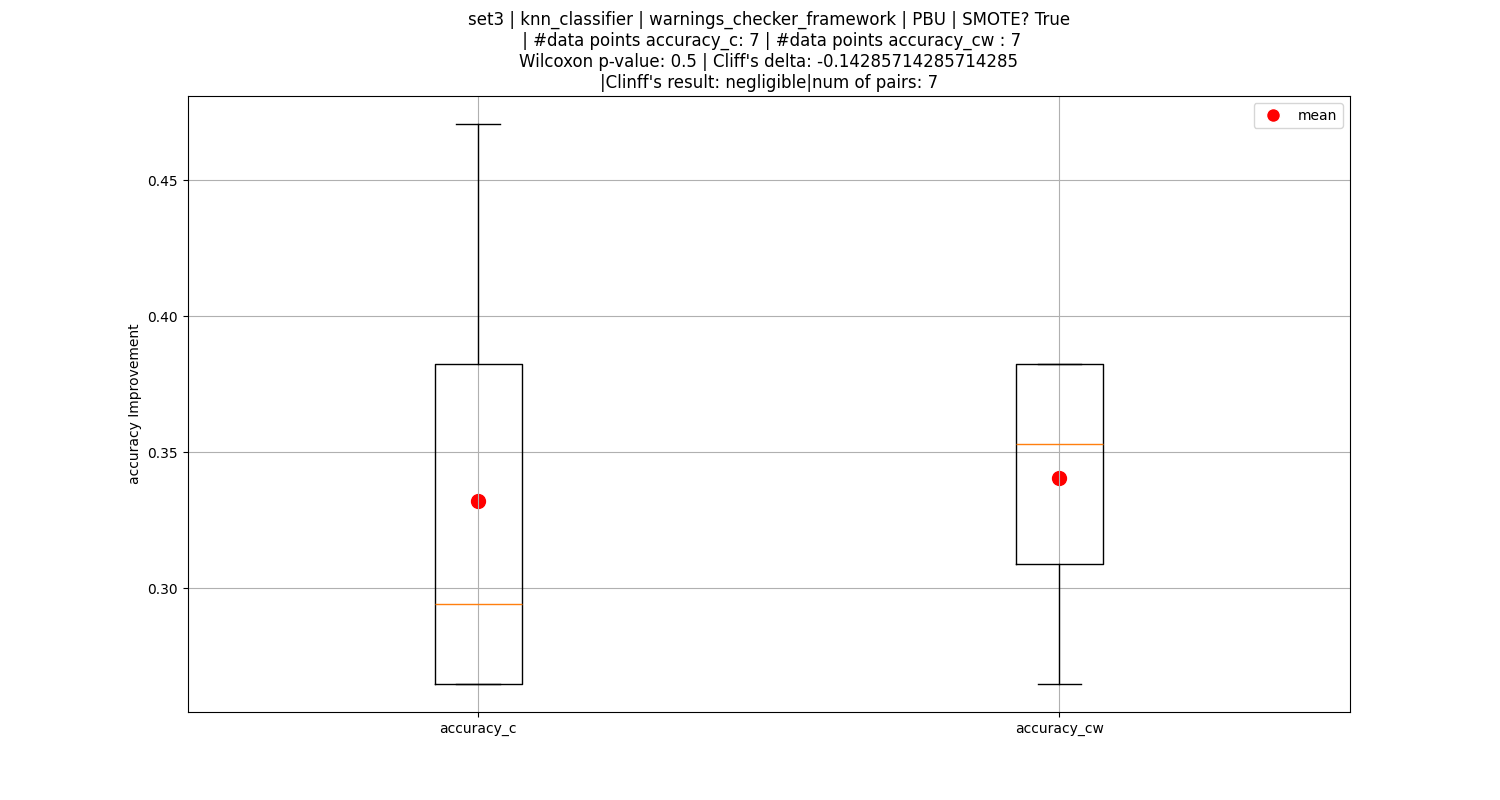 set3 | knn_classifier | warnings_checker_framework | PBU | SMOTE? True
| #data points accuracy_c: 7 | #data points accuracy_cw : 7
Wilcoxon p-value: 0.5 | Cliff's delta: -0.14285714285714285
|Clinff's result: negligible|num of pairs: 7
mean
0.45
0.40
0.35
0.30
accuracy Improvement
accuracy_c
accuracy_cw